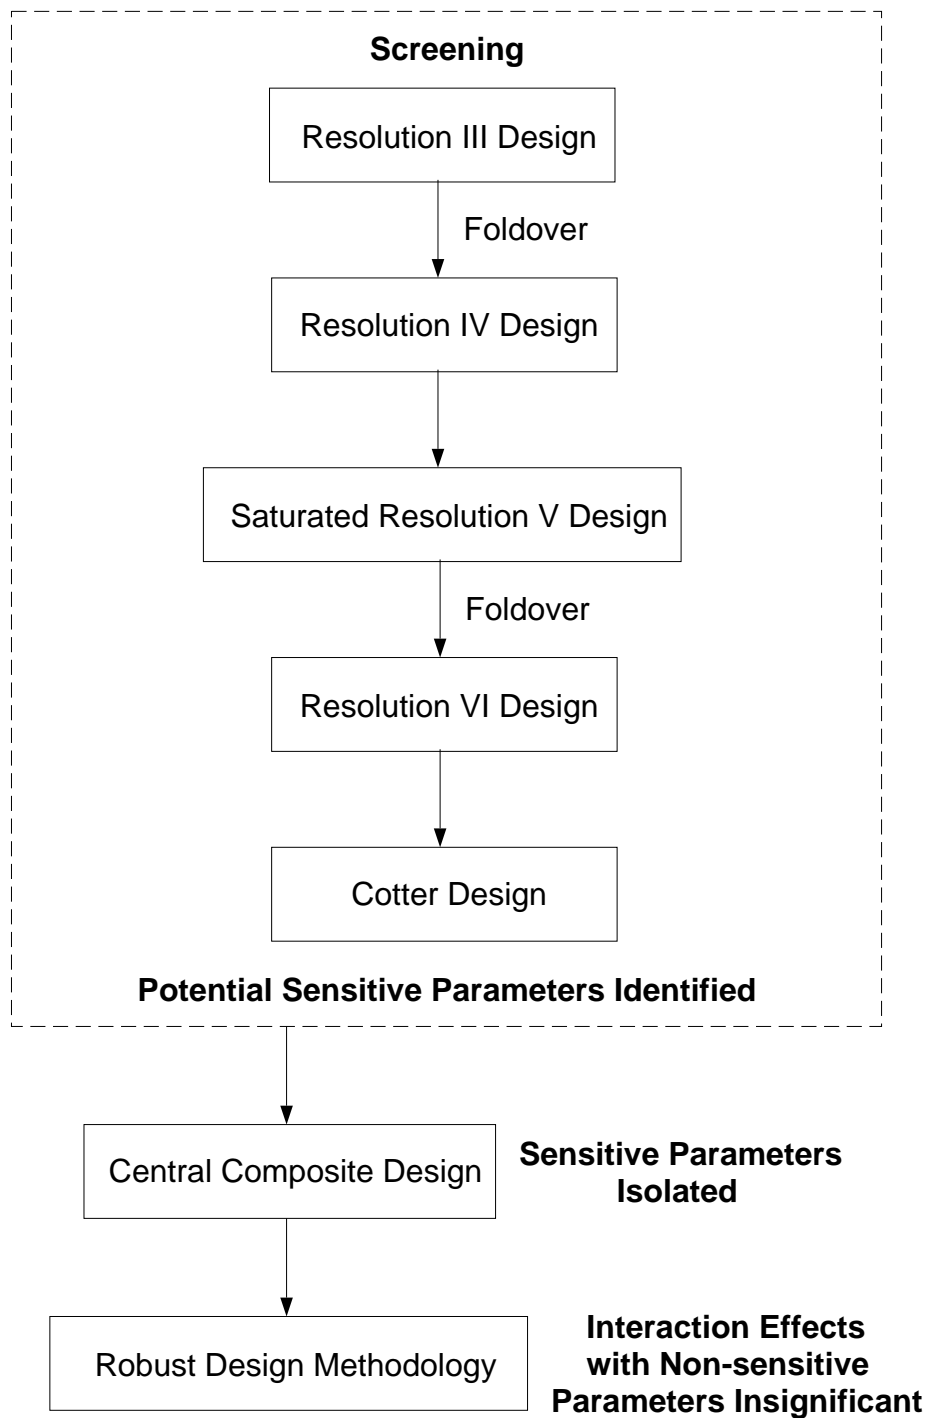 Screening
Resolution III Design
Foldover
Resolution IV Design
Saturated Resolution V Design
Foldover
Resolution VI Design
Cotter Design
Potential Sensitive Parameters Identified
Central Composite Design
Sensitive Parameters
Isolated
Robust Design Methodology
Interaction Effects
with Non-sensitive
Parameters Insignificant